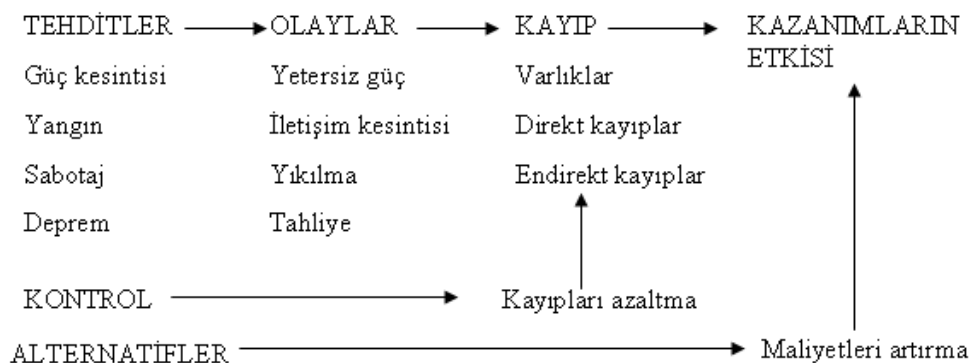 TEHDİTLER OLAYLAR KAYIP KAZANIMLARIN
ETKİSİ
Güç kesintisi Yetersiz güç Varlıklar
Yangın İletişim kesintisi Direkt kayıplar
Sabotaj Yıkılma Endirekt kayıplar
Deprem Tahliye
KONTROL Kayıpları azaltma
ALTERNATİFLER Maliyetleri artırma